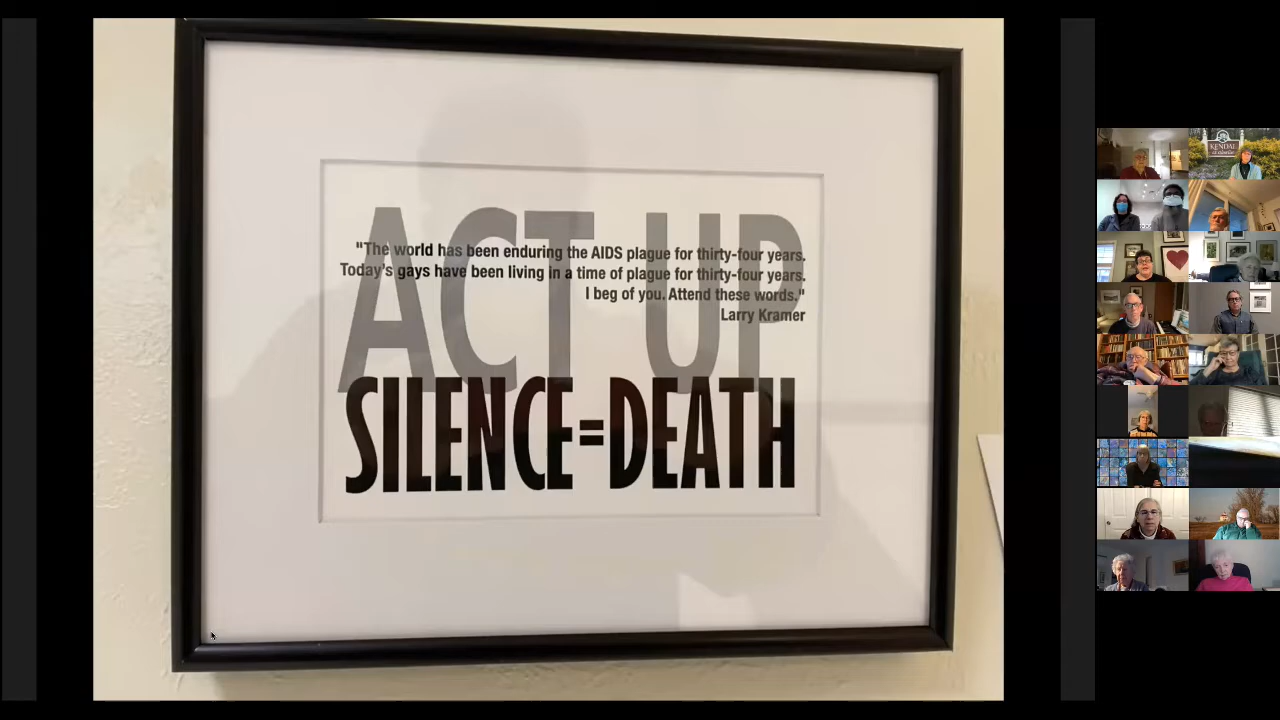 ACT UP
"The world has been enduring the AIDS plague for thirty-four years.
Today's gays have been living in a time of plague for thirty-four years.
I beg of you. Attend these words."
Larry Kramer
SILENCE=DEATH
KENDAL